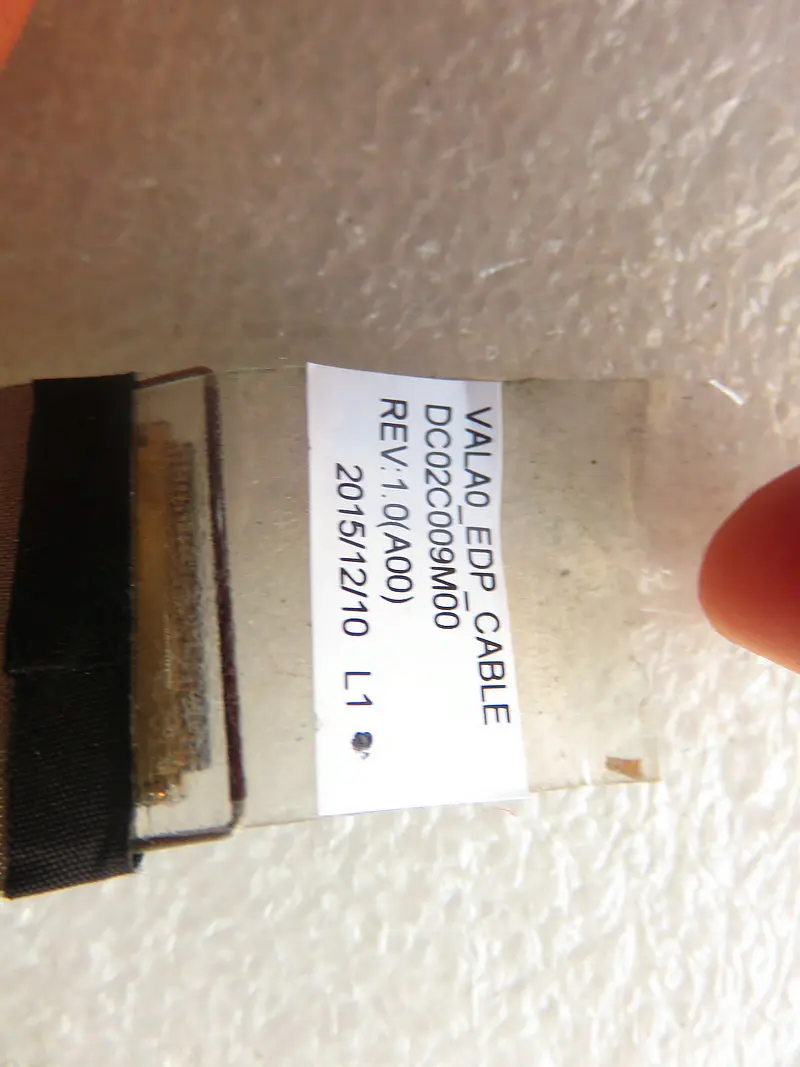 VALA0_EDP_CABLE
DC02C009M00
REV:1.0(A00)
2015/12/10 L1